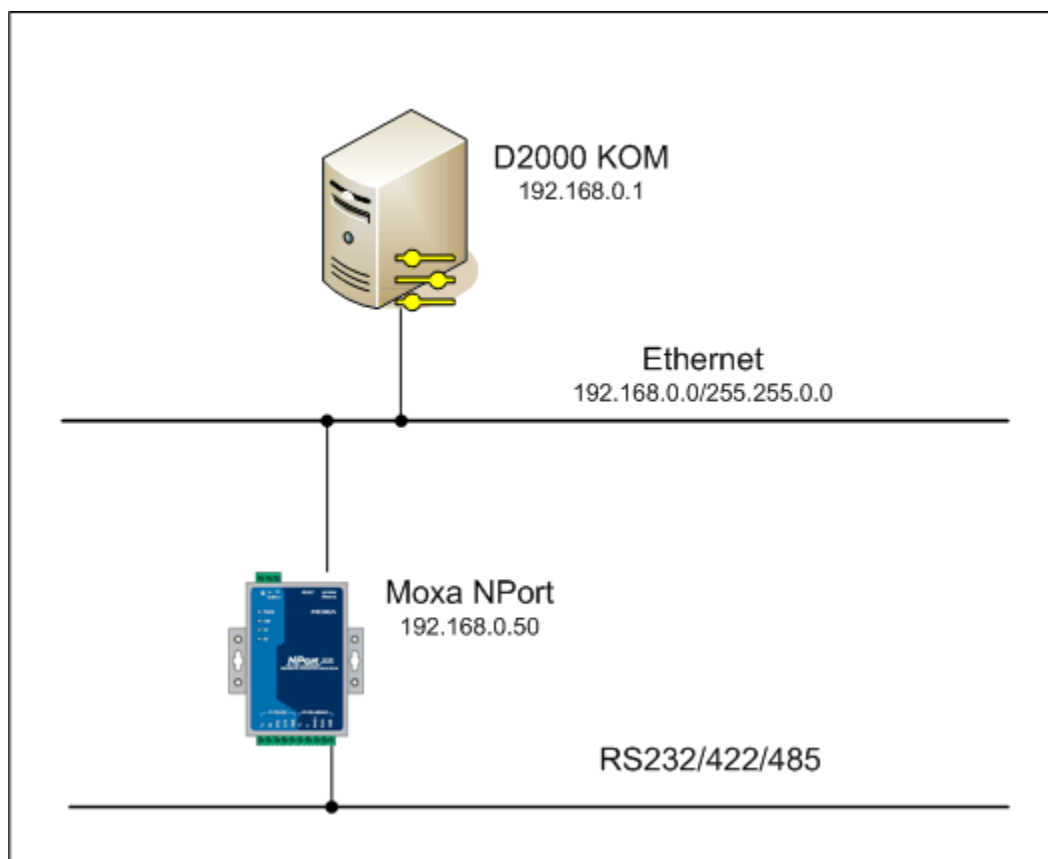 D2000 KOM
192.168.0.1
Ethernet
192.168.0.0/255.255.0.0
Moxa NPort
192.168.0.50
NPort
RS232/422/485